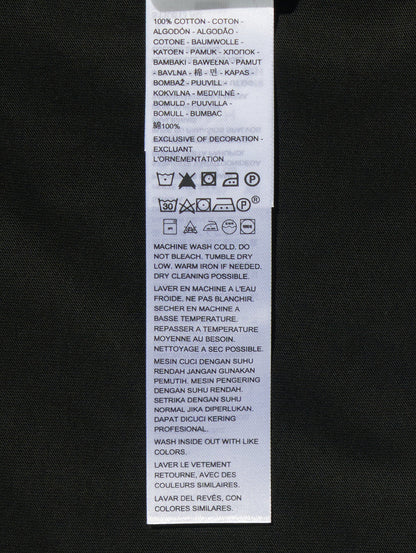 100% COTTON - COTON -
ALGODÓN - ALGODÃO -
COTONE - BAUMWOLLE -
KATOEN - PAMUK - ХЛОПОК -
BAMBAKI - BAWEŁNA - PAMUT
- BAVLNA - 棉 - 면 - KAPAS -
BOMBAŽ - PUUVILL -
KOKVILNA - MEDVILNĖ -
BOMULD - PUUVILLA -
BOMULL - BUMBAC
綿100%
EXCLUSIVE OF DECORATION -
EXCLUANT
L'ORNEMENTATION
P
30 P ®
MACHINE WASH COLD. DO
NOT BLEACH. TUMBLE DRY
LOW. WARM IRON IF NEEDED.
DRY CLEANING POSSIBLE.
LAVER EN MACHINE A L'EAU
FROIDE. NE PAS BLANCHIR.
SECHER EN MACHINE A
BASSE TEMPERATURE.
REPASSER A TEMPERATURE
MOYENNE AU BESOIN.
NETTOYAGE A SEC POSSIBLE.
MESIN CUCI DENGAN SUHU
RENDAH JANGAN GUNAKAN
PEMUTIH. MESIN PENGERING
DENGAN SUHU RENDAH.
SETRIKA DENGAN SUHU
NORMAL JIKA DIPERLUKAN.
DAPAT DICUCI KERING
PROFESIONAL.
WASH INSIDE OUT WITH LIKE
COLORS.
LAVER LE VETEMENT
RETOURNE, AVEC DES
COULEURS SIMILAIRES.
LAVAR DEL REVÉS, CON
COLORES SIMILARES.